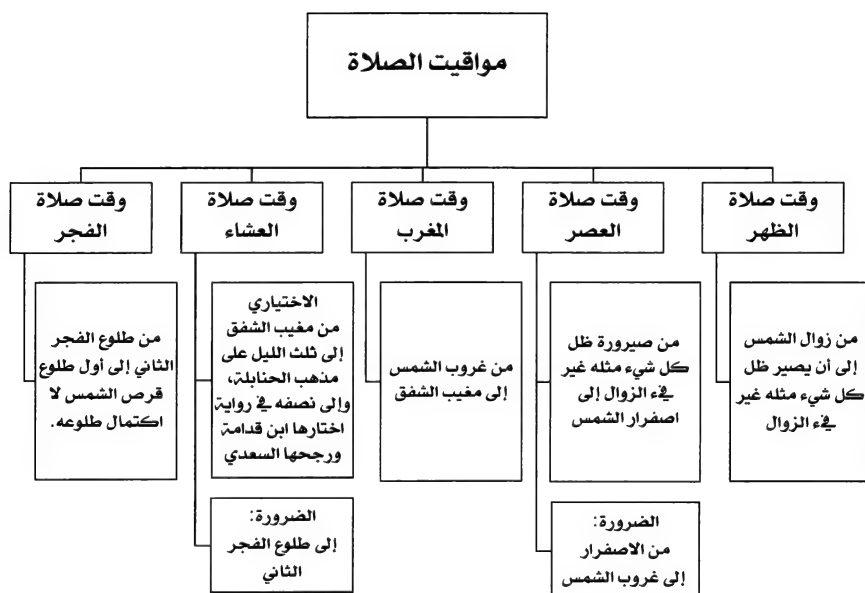 مواقيت الصلاة
وقت صلاة
الظهر
من زوال الشمس
إلى أن يصير ظل
كل شيء مثله غير
فيء الزوال
وقت صلاة
العصر
من صيرورة ظل
كل شيء مثله غير
فيء الزوال إلى
اصفرار الشمس
الضرورة:
من الاصفرار
إلى غروب الشمس
وقت صلاة
المغرب
من غروب الشمس
إلى مغيب الشفق
وقت صلاة
العشاء
الاختياري
من مغيب الشفق
إلى ثلث الليل على
مذهب الحنابلة،
وإلى نصفه في رواية
اختارها ابن قدامة
ورجحها السعدي
الضرورة:
إلى طلوع الفجر
الثاني
وقت صلاة
الفجر
من طلوع الفجر
الثاني إلى أول طلوع
قرص الشمس لا
اكتمال طلوعه.